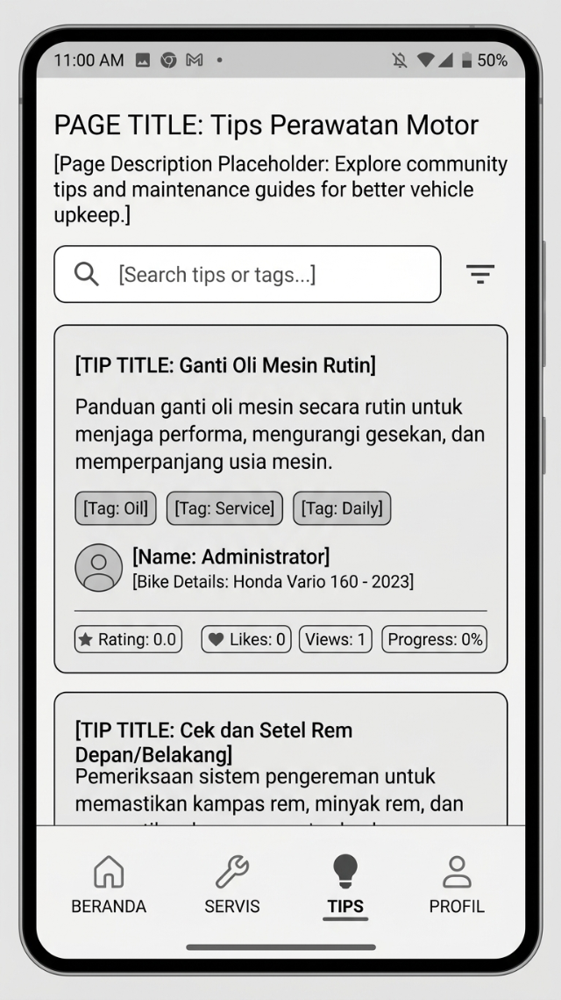 11:00 AM 50%
PAGE TITLE: Tips Perawatan Motor
[Page Description Placeholder: Explore community
tips and maintenance guides for better vehicle
upkeep.]
[Search tips or tags...]
[TIP TITLE: Ganti Oli Mesin Rutin]
Panduan ganti oli mesin secara rutin untuk
menjaga performa, mengurangi gesekan, dan
memperpanjang usia mesin.
[Tag: Oil] [Tag: Service] [Tag: Daily]
[Name: Administrator]
[Bike Details: Honda Vario 160 - 2023]
Rating: 0.0 Likes: 0 Views: 1 Progress: 0%
[TIP TITLE: Cek dan Setel Rem
Depan/Belakang]
Pemeriksaan sistem pengereman untuk
memastikan kampas rem, minyak rem, dan
BERANDA SERVIS TIPS PROFIL